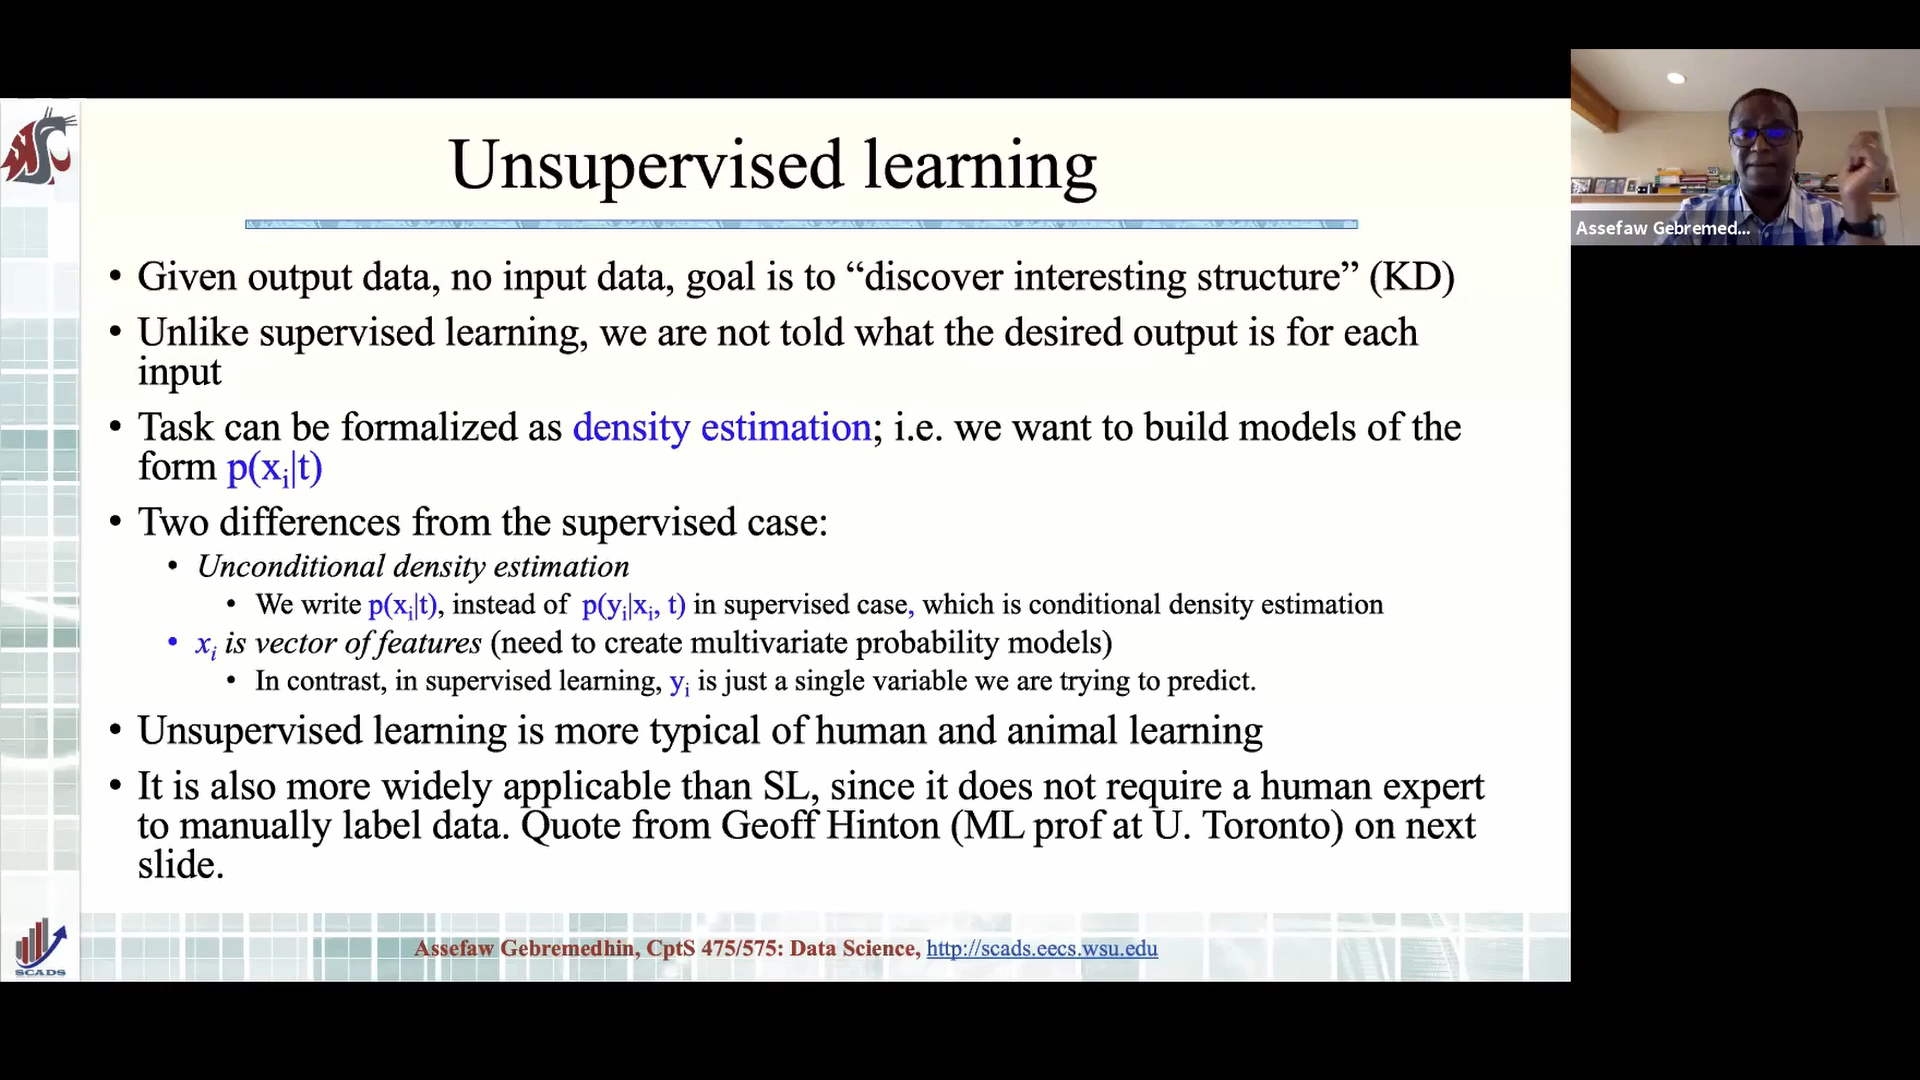 Unsupervised learning
• Given output data, no input data, goal is to “discover interesting structure” (KD)
• Unlike supervised learning, we are not told what the desired output is for each
input
• Task can be formalized as density estimation; i.e. we want to build models of the
form p(xᵢ|t)
• Two differences from the supervised case:
• Unconditional density estimation
• We write p(xᵢ|t), instead of p(yᵢ|xᵢ, t) in supervised case, which is conditional density estimation
• xᵢ is vector of features (need to create multivariate probability models)
• In contrast, in supervised learning, yᵢ is just a single variable we are trying to predict.
• Unsupervised learning is more typical of human and animal learning
• It is also more widely applicable than SL, since it does not require a human expert
to manually label data. Quote from Geoff Hinton (ML prof at U. Toronto) on next
slide.
SCADS
Assefaw Gebremedhin, CptS 475/575: Data Science, http://scads.eecs.wsu.edu
Assefaw Gebremed...